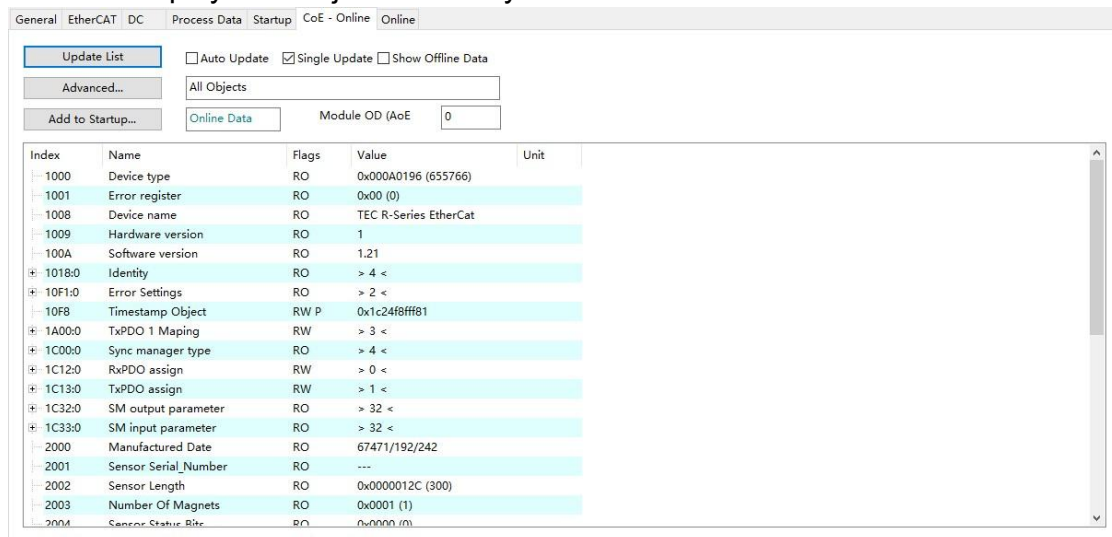 General EtherCAT DC Process Data Startup CoE - Online Online
Update List Auto Update Single Update Show Offline Data
Advanced... All Objects
Add to Startup... Online Data Module OD (AoE 0
Index Name Flags Value Unit
1000 Device type RO 0x000A0196 (655766)
1001 Error register RO 0x00 (0)
1008 Device name RO TEC R-Series EtherCat
1009 Hardware version RO 1
100A Software version RO 1.21
1018:0 Identity RO > 4 <
10F1:0 Error Settings RO > 2 <
10F8 Timestamp Object RW P 0x1c24f8fff81
1A00:0 TxPDO 1 Maping RW > 3 <
1C00:0 Sync manager type RO > 4 <
1C12:0 RxPDO assign RW > 0 <
1C13:0 TxPDO assign RW > 1 <
1C32:0 SM output parameter RO > 32 <
1C33:0 SM input parameter RO > 32 <
2000 Manufactured Date RO 67471/192/242
2001 Sensor Serial_Number RO ---
2002 Sensor Length RO 0x0000012C (300)
2003 Number Of Magnets RO 0x0001 (1)
2004 Sensor Status Bits RO 0x0000 (0)